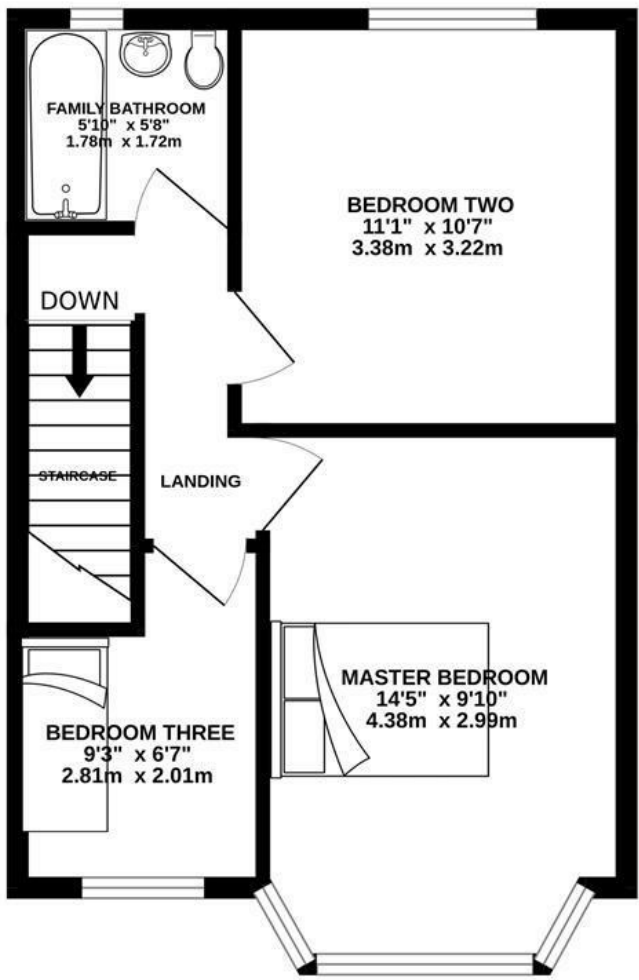 FAMILY BATHROOM
5'10" x 5'8"
1.78m x 1.72m
BEDROOM TWO
11'1" x 10'7"
3.38m x 3.22m
DOWN
STAIRCASE
LANDING
MASTER BEDROOM
14'5" x 9'10"
4.38m x 2.99m
BEDROOM THREE
9'3" x 6'7"
2.81m x 2.01m